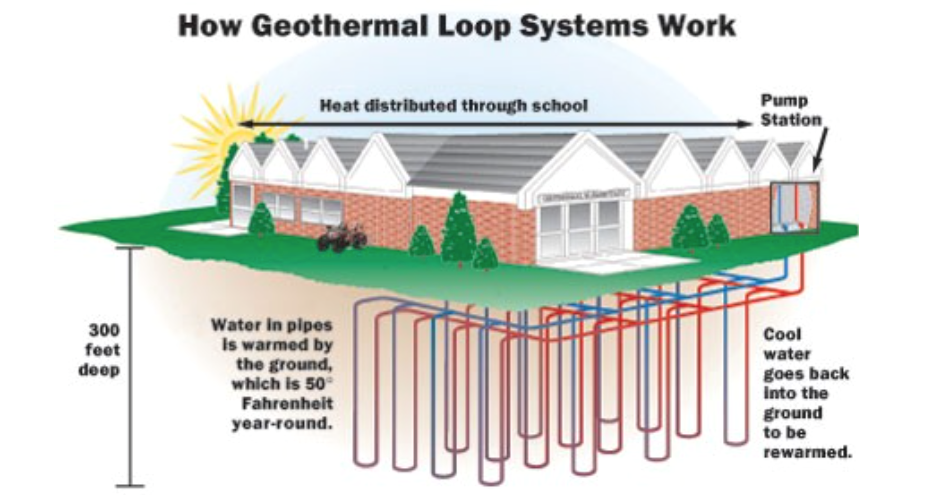 How Geothermal Loop Systems Work
Heat distributed through school
Pump
Station
300
feet
deep
Water in pipes
is warmed by
the ground,
which is 50°
Fahrenheit
year-round.
Cool
water
goes back
into the
ground
to be
rewarmed.